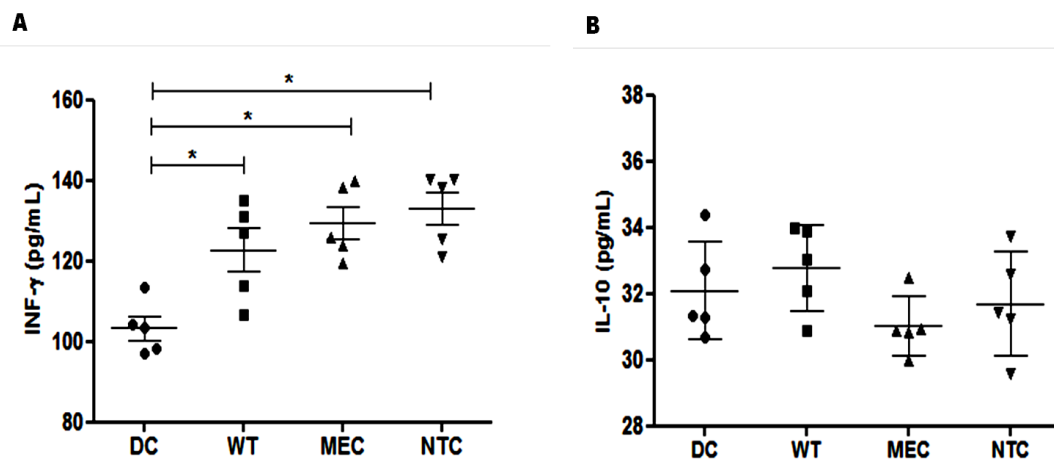 A
B
*
*
*
INF-γ (pg/mL)
160
140
120
100
80
DC WT MEC NTC
IL-10 (pg/mL)
38
36
34
32
30
28
DC WT MEC NTC